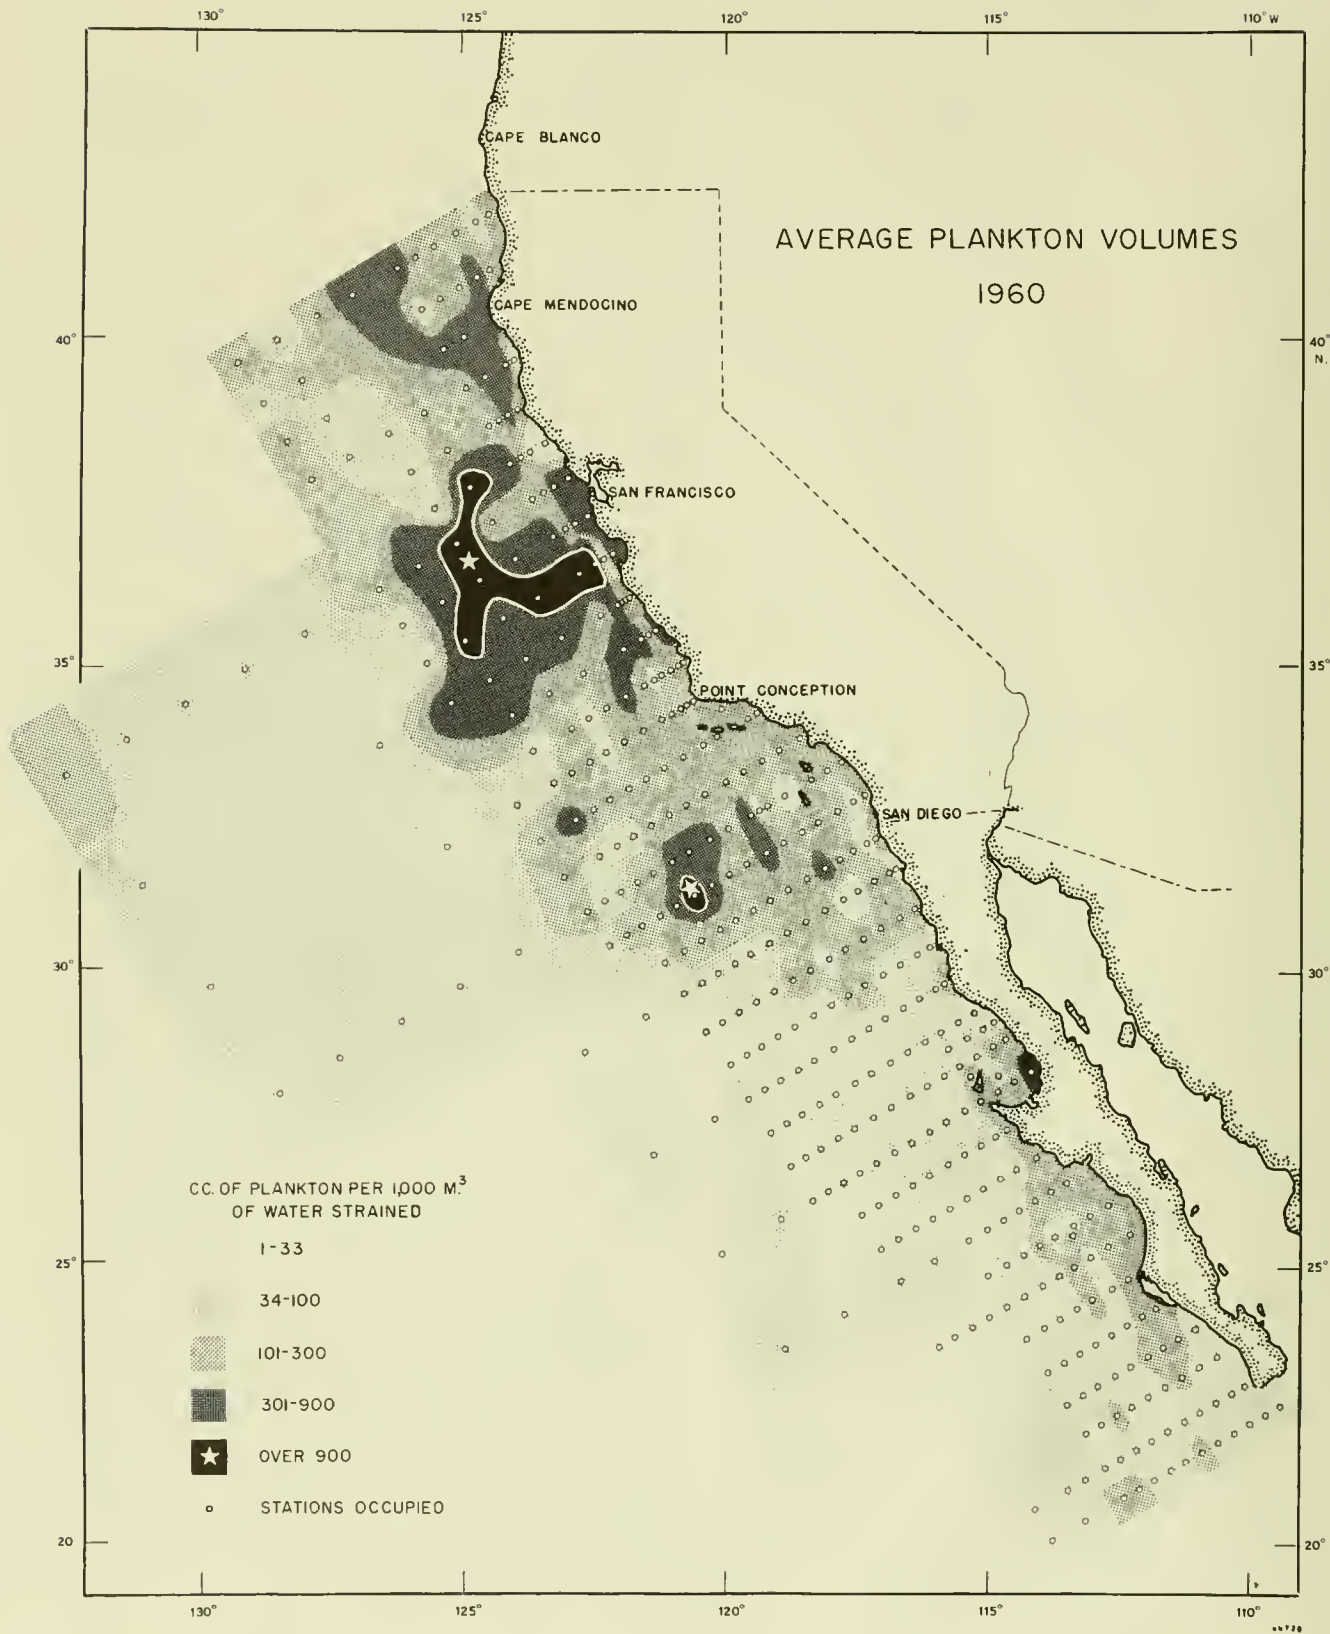 130° 125° 120° 115° 110° W
CAPE BLANCO
AVERAGE PLANKTON VOLUMES
1960
CAPE MENDOCINO
40° 40°
N.
SAN FRANCISCO
35° 35°
POINT CONCEPTION
SAN DIEGO
30° 30°
CC. OF PLANKTON PER 1,000 M.³
OF WATER STRAINED
1-33
25° 25°
34-100
101-300
301-900
OVER 900
STATIONS OCCUPIED
20 20°
130° 125° 120° 115° 110°